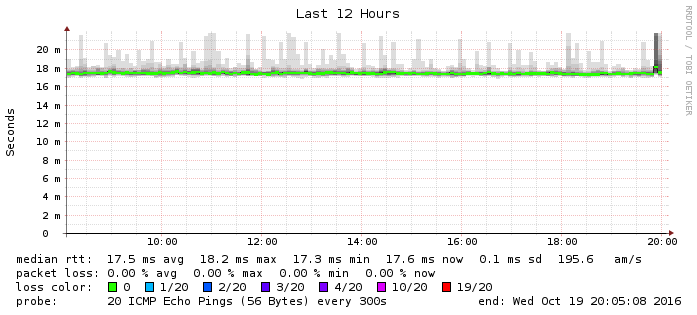 Last 12 Hours
RRDTOOL / TOBI OETIKER
Seconds
20 m
18 m
16 m
14 m
12 m
10 m
8 m
6 m
4 m
2 m
0
10:00 12:00 14:00 16:00 18:00 20:00
median rtt: 17.5 ms avg 18.2 ms max 17.3 ms min 17.6 ms now 0.1 ms sd 195.6 am/s
packet loss: 0.00 % avg 0.00 % max 0.00 % min 0.00 % now
loss color: 0 1/20 2/20 3/20 4/20 10/20 19/20
probe: 20 ICMP Echo Pings (56 Bytes) every 300s end: Wed Oct 19 20:05:08 2016